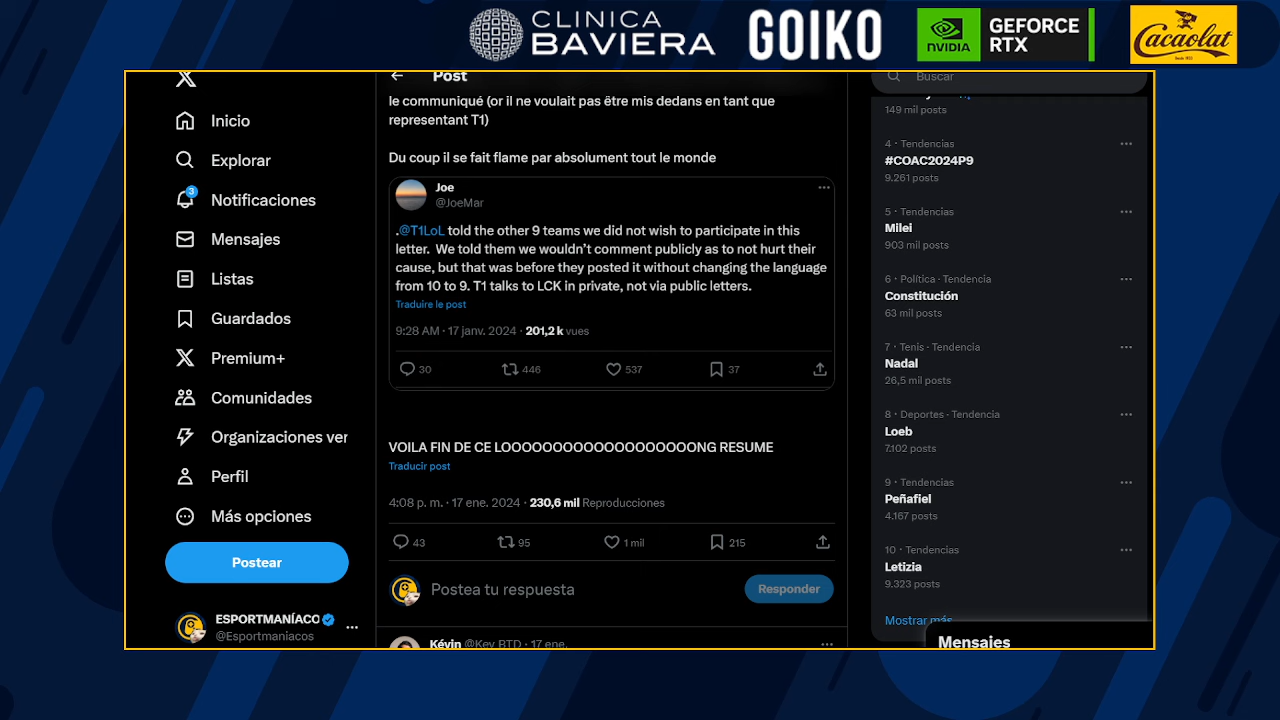 CLINICA
BAVIERA
GOIKO
NVIDIA
GEFORCE
RTX
Cacaolat
Inicio
Explorar
3
Notificaciones
Mensajes
Listas
Guardados
Premium+
Comunidades
Organizaciones ver
Perfil
Más opciones
Postear
ESPORTMANÍACO
@Esportmaniacos
Post
le communiqué (or il ne voulait pas être mis dedans en tant que
representant T1)
Du coup il se fait flame par absolument tout le monde
Joe
@JoeMar
.@T1LoL told the other 9 teams we did not wish to participate in this
letter. We told them we wouldn't comment publicly as to not hurt their
cause, but that was before they posted it without changing the language
from 10 to 9. T1 talks to LCK in private, not via public letters.
Traduire le post
9:28 AM · 17 janv. 2024 · 201,2 k vues
30 446 537 37
VOILA FIN DE CE LOOOOOOOOOOOOOOOOOOONG RESUME
Traducir post
4:08 p. m. · 17 ene. 2024 · 230,6 mil Reproducciones
43 95 1 mil 215
Postea tu respuesta
Responder
Kévin @Kev_BTD · 17 ene.
Buscar
149 mil posts
4 · Tendencias
#COAC2024P9
9.261 posts
5 · Tendencias
Milei
903 mil posts
6 · Política · Tendencia
Constitución
63 mil posts
7 · Tenis · Tendencia
Nadal
26,5 mil posts
8 · Deportes · Tendencia
Loeb
7.102 posts
9 · Tendencias
Peñafiel
4.167 posts
10 · Tendencias
Letizia
9.323 posts
Mostrar más
Mensajes